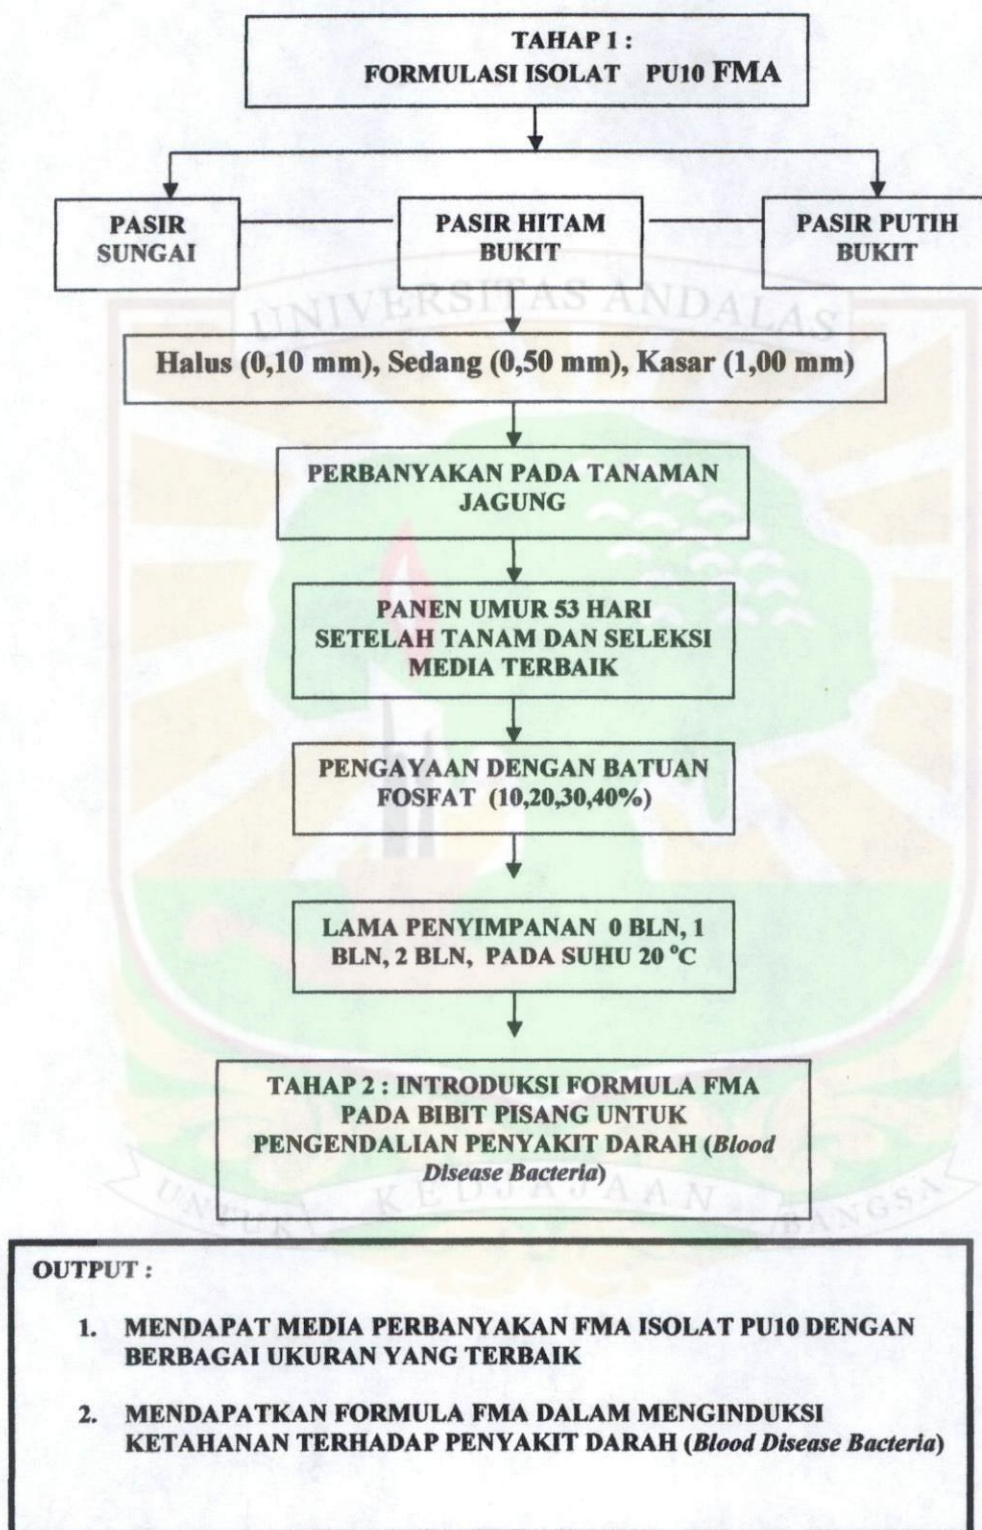 TAHAP 1 :
FORMULASI ISOLAT PU10 FMA
PASIR
SUNGAI
PASIR HITAM
BUKIT
PASIR PUTIH
BUKIT
UNIVERSITAS ANDALAS
Halus (0,10 mm), Sedang (0,50 mm), Kasar (1,00 mm)
PERBANYAKAN PADA TANAMAN
JAGUNG
PANEN UMUR 53 HARI
SETELAH TANAM DAN SELEKSI
MEDIA TERBAIK
PENGAYAAN DENGAN BATUAN
FOSFAT (10,20,30,40%)
LAMA PENYIMPANAN 0 BLN, 1
BLN, 2 BLN, PADA SUHU 20 °C
TAHAP 2 : INTRODUKSI FORMULA FMA
PADA BIBIT PISANG UNTUK
PENGENDALIAN PENYAKIT DARAH (Blood
Disease Bacteria)
UNTUK KEDJAJAAN BANGSA
OUTPUT :
1. MENDAPAT MEDIA PERBANYAKAN FMA ISOLAT PU10 DENGAN
BERBAGAI UKURAN YANG TERBAIK
2. MENDAPATKAN FORMULA FMA DALAM MENGINDUKSI
KETAHANAN TERHADAP PENYAKIT DARAH (Blood Disease Bacteria)